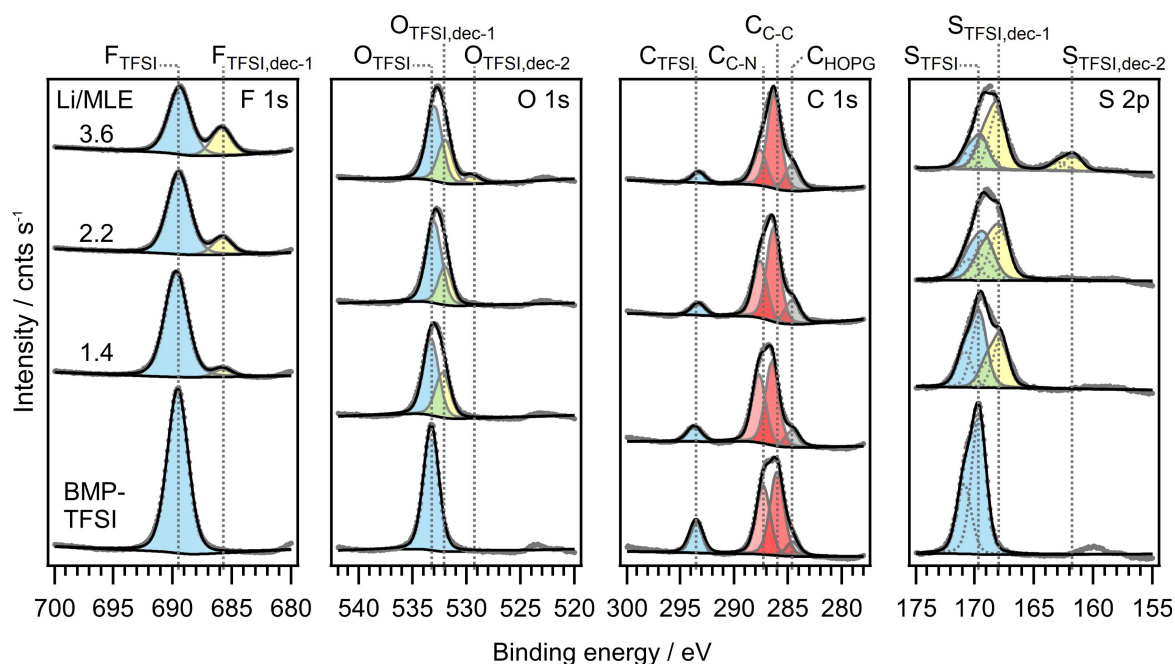 O_TFSI,dec-1
C_C-C
S_TFSI,dec-1
F_TFSI F_TFSI,dec-1
O_TFSI O_TFSI,dec-2
C_TFSI C_C-N C_HOPG
S_TFSI S_TFSI,dec-2
Li/MLE F 1s
O 1s
C 1s
S 2p
3.6
2.2
1.4
BMP-
TFSI
Intensity / cnts s⁻¹
700 695 690 685 680
540 530 520
300 295 290 285 280
175 170 165 160 155
Binding energy / eV